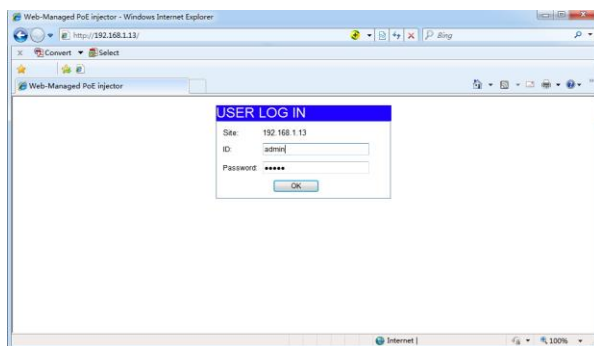 Web-Managed PoE injector - Windows Internet Explorer
http://192.168.1.13/
Bing
x Convert Select
Web-Managed PoE injector
USER LOG IN
Site: 192.168.1.13
ID: admin
Password: •••••
OK
Internet
100%